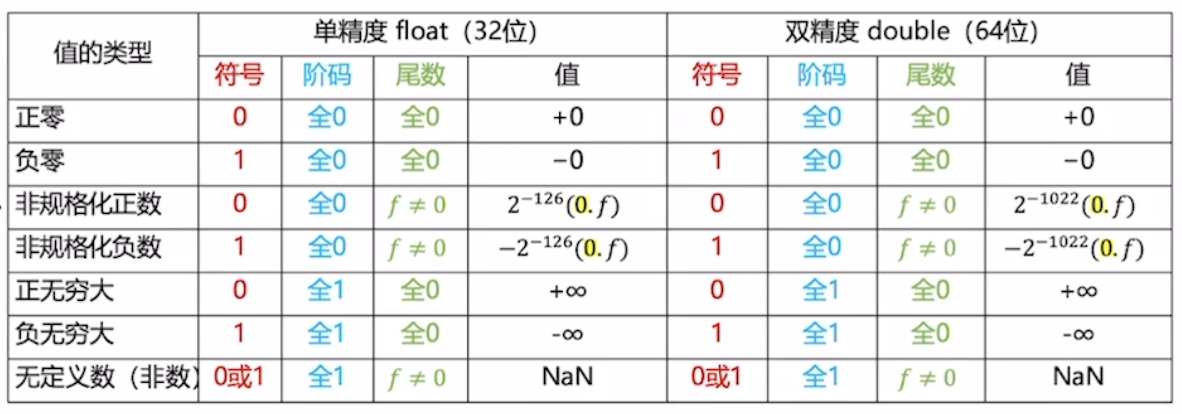 值的类型 单精度 float（32位） 双精度 double（64位）
符号 阶码 尾数 值 符号 阶码 尾数 值
正零 0 全0 全0 +0 0 全0 全0 +0
负零 1 全0 全0 −0 1 全0 全0 −0
非规格化正数 0 全0 f ≠ 0 2⁻¹²⁶(0.f) 0 全0 f ≠ 0 2⁻¹⁰²²(0.f)
非规格化负数 1 全0 f ≠ 0 −2⁻¹²⁶(0.f) 1 全0 f ≠ 0 −2⁻¹⁰²²(0.f)
正无穷大 0 全1 全0 +∞ 0 全1 全0 +∞
负无穷大 1 全1 全0 -∞ 1 全1 全0 -∞
无定义数（非数） 0或1 全1 f ≠ 0 NaN 0或1 全1 f ≠ 0 NaN